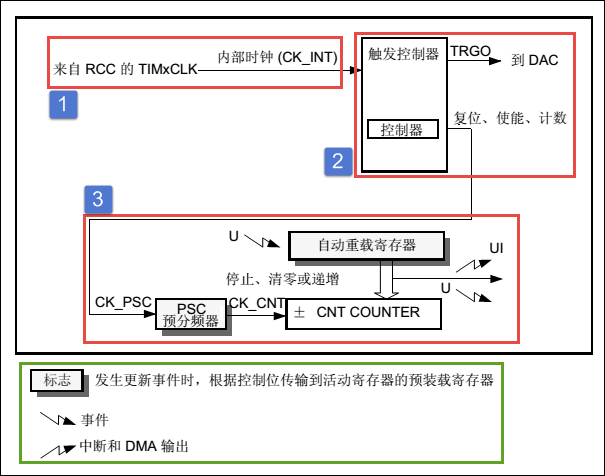 内部时钟 (CK_INT)
来自 RCC 的 TIMxCLK
1
触发控制器
TRGO
到 DAC
控制器
复位、使能、计数
2
3
U
自动重载寄存器
UI
停止、清零或递增
U
CK_PSC
PSC
预分频器
CK_CNT
± CNT COUNTER
标志
发生更新事件时，根据控制位传输到活动寄存器的预装载寄存器
事件
中断和 DMA 输出